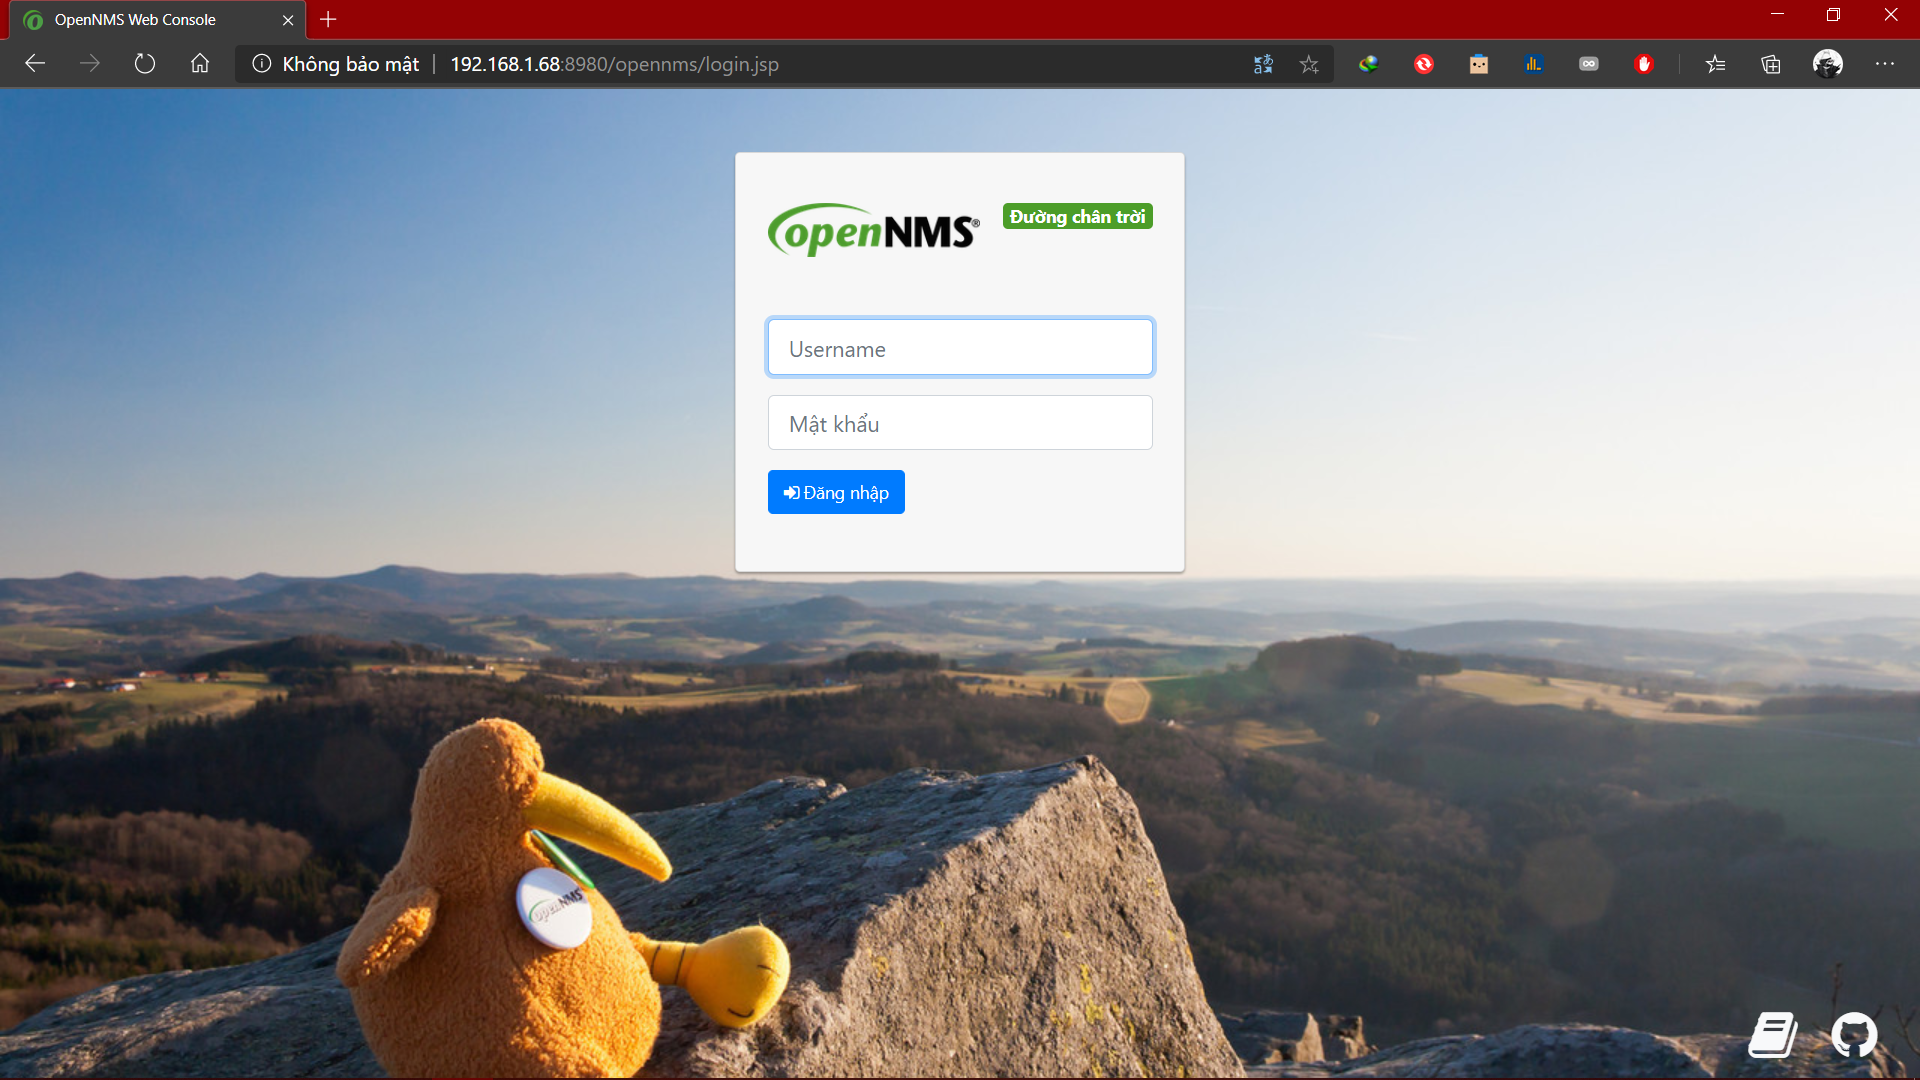 OpenNMS Web Console
Không bảo mật
192.168.1.68:8980/opennms/login.jsp
openNMS®
Đường chân trời
Username
Mật khẩu
Đăng nhập
openNMS